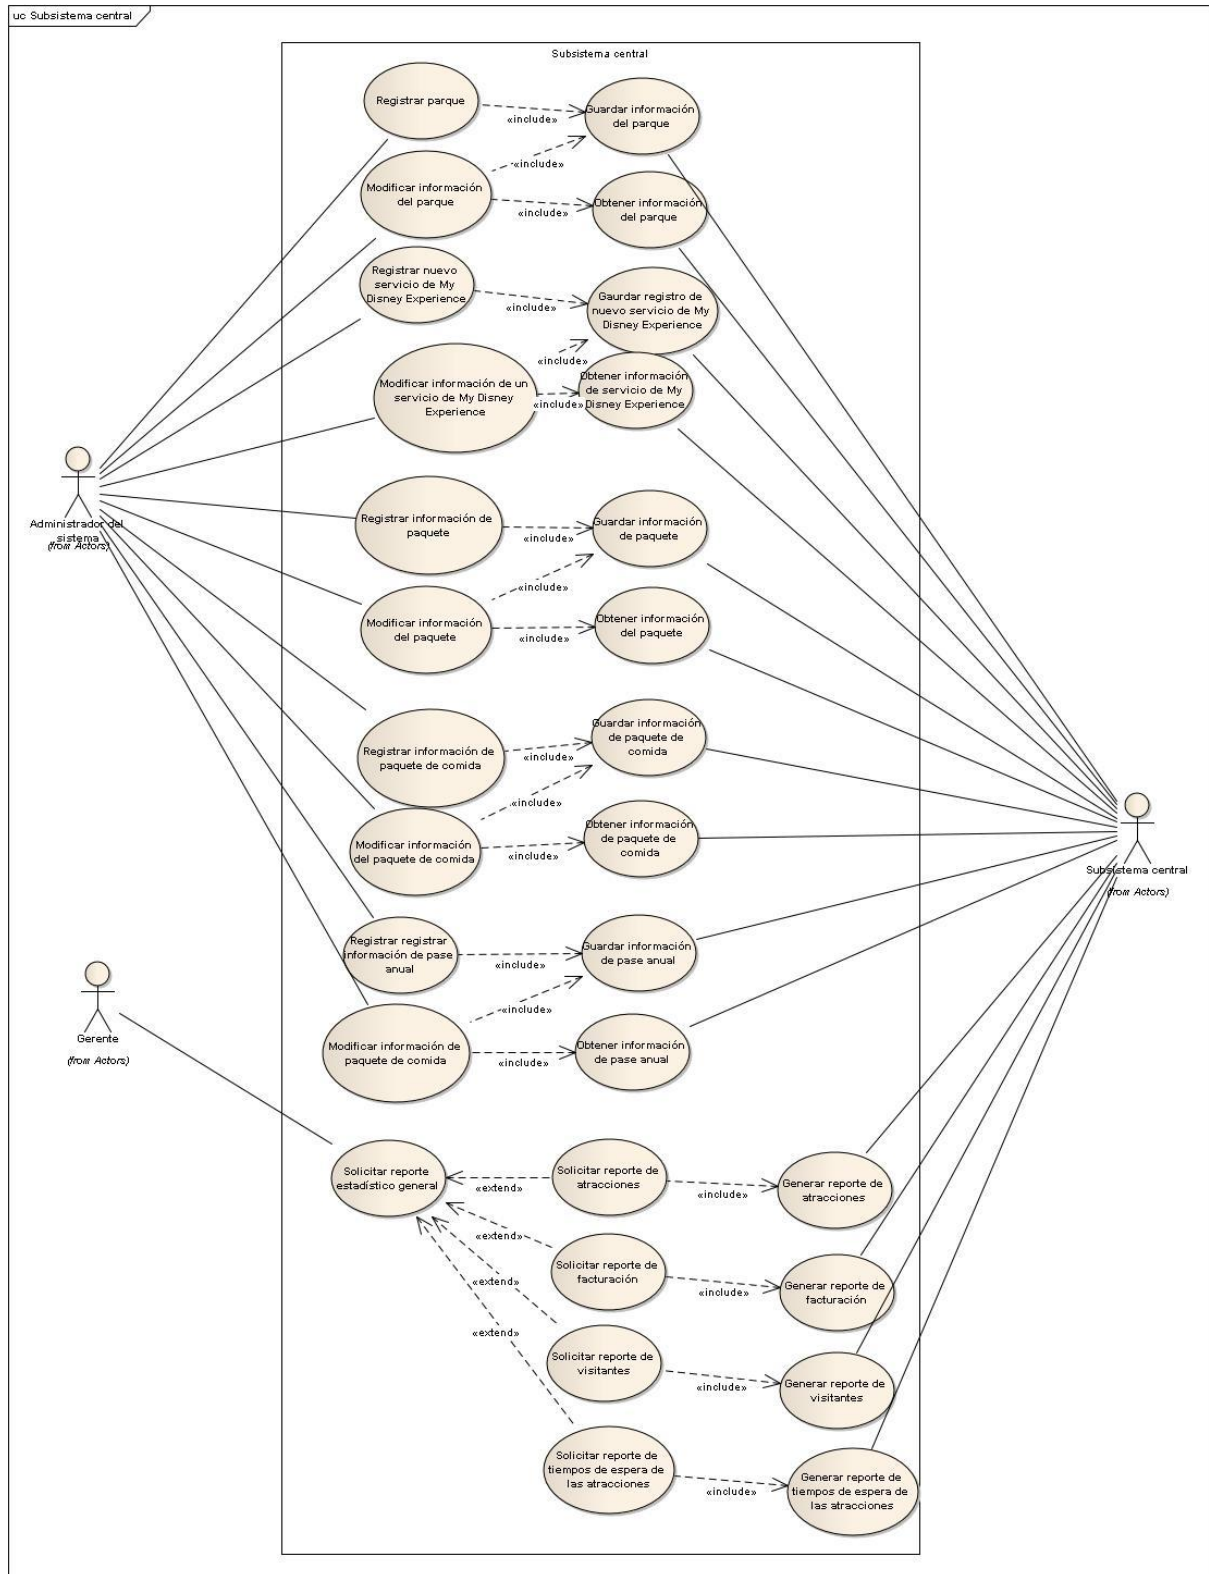 uc Subsistema central
Subsistema central
Registrar parque
«include»
Guardar información
del parque
«include»
Modificar información
del parque
«include»
Obtener información
del parque
Registrar nuevo
servicio de My
Disney Experience
«include»
Gaurdar registro de
nuevo servicio de My
Disney Experience
«include»
Modificar información de un
servicio de My Disney
Experience
«include»
Obtener información
de servicio de My
Disney Experience
Administrador del
sistema
(from Actors)
Registrar información de
paquete
«include»
Guardar información
de paquete
«include»
Modificar información
del paquete
«include»
Obtener información
del paquete
Registrar información de
paquete de comida
«include»
Guardar información
de paquete de
comida
«include»
Modificar información
del paquete de comida
«include»
Obtener información
de paquete de
comida
Subsistema central
(from Actors)
Registrar registrar
información de pase
anual
«include»
Guardar información
de pase anual
«include»
Gerente
(from Actors)
Modificar información de
paquete de comida
«include»
Obtener información
de pase anual
Solicitar reporte
estadístico general
«extend»
Solicitar reporte de
atracciones
«include»
Generar reporte de
atracciones
«extend»
Solicitar reporte de
facturación
«include»
Generar reporte de
facturación
«extend»
Solicitar reporte de
visitantes
«include»
Generar reporte de
visitantes
«extend»
Solicitar reporte de
tiempos de espera de
las atracciones
«include»
Generar reporte de
tiempos de espera de
las atracciones